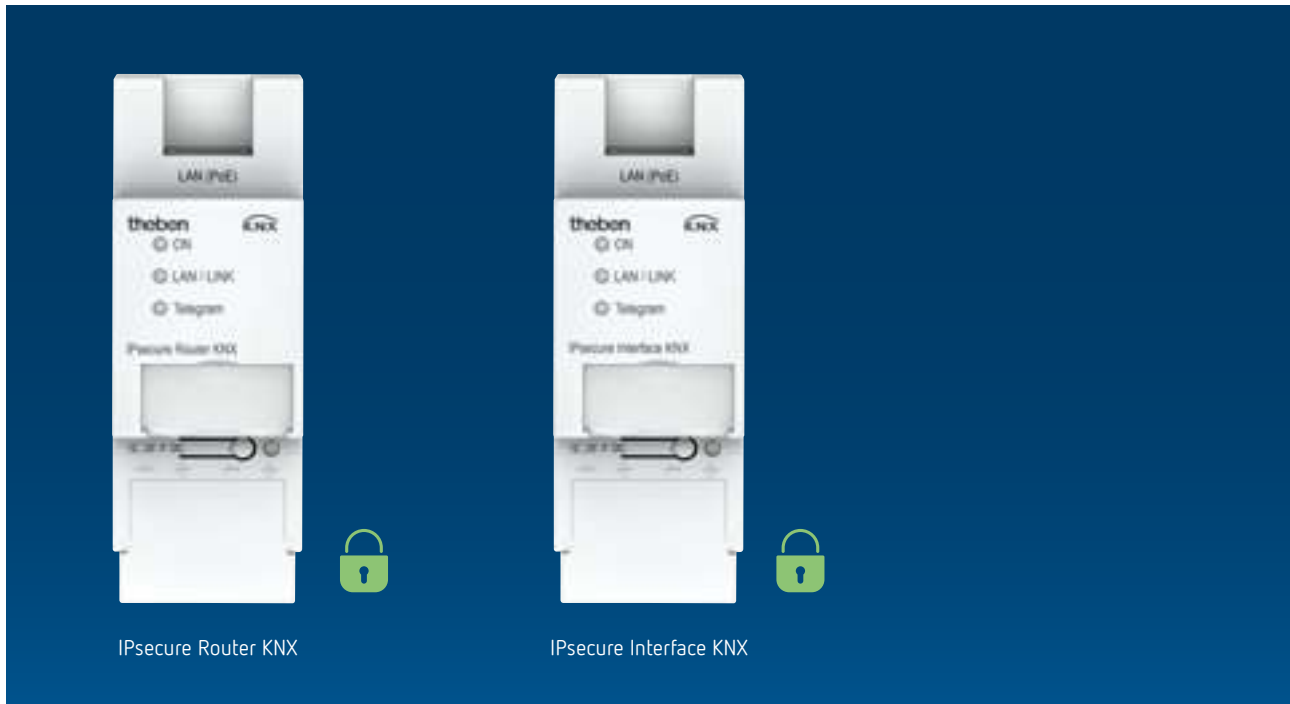 LAN (PoE)
theben KNX
ON
LAN / LINK
Telegram
IPsecure Router KNX
LAN (PoE)
theben KNX
ON
LAN / LINK
Telegram
IPsecure Interface KNX
IPsecure Router KNX
IPsecure Interface KNX